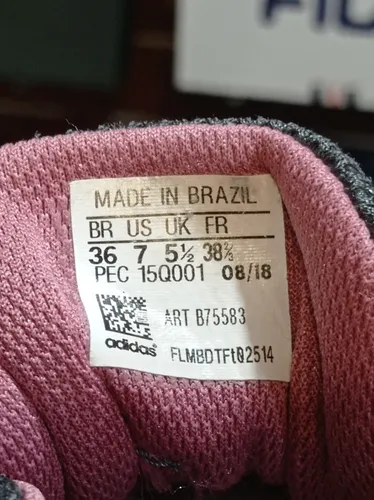 MADE IN BRAZIL
BR US UK FR
36 7 5½ 38⅔
PEC 15Q001 08/18
ART B75583
adidas
FLMBDTFt02514